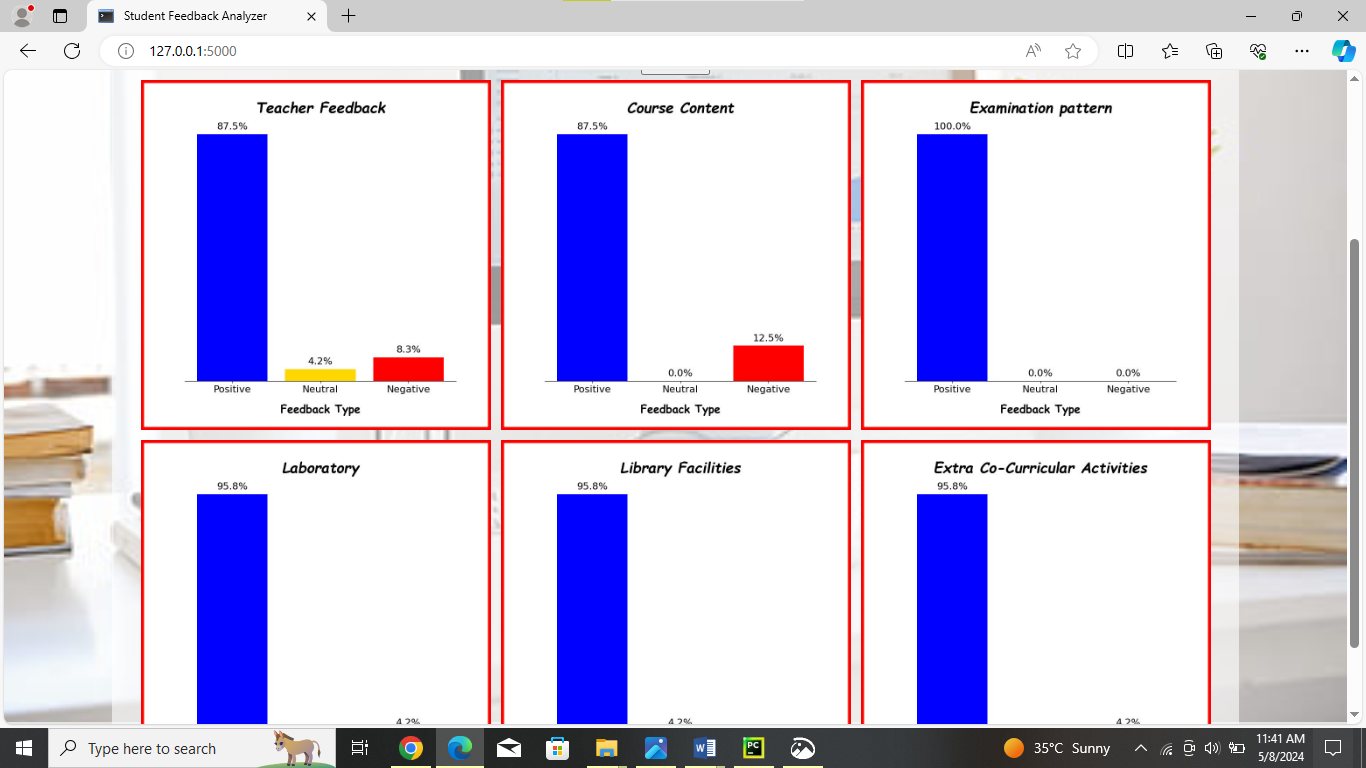 Student Feedback Analyzer
127.0.0.1:5000
Teacher Feedback
87.5%
4.2%
8.3%
Positive Neutral Negative
Feedback Type
Course Content
87.5%
0.0%
12.5%
Positive Neutral Negative
Feedback Type
Examination pattern
100.0%
0.0% 0.0%
Positive Neutral Negative
Feedback Type
Laboratory
95.8%
4.2%
Library Facilities
95.8%
4.2%
Extra Co-Curricular Activities
95.8%
4.2%
Type here to search
PC
35°C Sunny
11:41 AM
5/8/2024